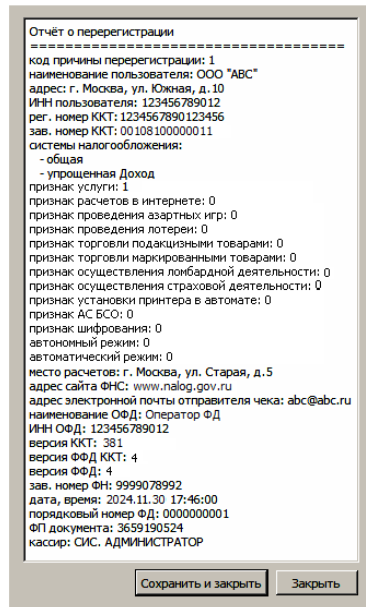 Отчёт о перерегистрации
=====================================
код причины перерегистрации: 1
наименование пользователя: ООО "АВС"
адрес: г. Москва, ул. Южная, д.10
ИНН пользователя: 123456789012
рег. номер ККТ: 1234567890123456
зав. номер ККТ: 00108100000011
системы налогообложения:
- общая
- упрощенная Доход
признак услуги: 1
признак расчетов в интернете: 0
признак проведения азартных игр: 0
признак проведения лотереи: 0
признак торговли подакцизными товарами: 0
признак торговли маркированными товарами: 0
признак осуществления ломбардной деятельности: 0
признак осуществления страховой деятельности: 0
признак установки принтера в автомате: 0
признак АС БСО: 0
признак шифрования: 0
автономный режим: 0
автоматический режим: 0
место расчетов: г. Москва, ул. Старая, д.5
адрес сайта ФНС: www.nalog.gov.ru
адрес электронной почты отправителя чека: abc@abc.ru
наименование ОФД: Оператор ФД
ИНН ОФД: 123456789012
версия ККТ: 381
версия ФФД ККТ: 4
версия ФФД: 4
зав. номер ФН: 9999078992
дата, время: 2024.11.30 17:46:00
порядковый номер ФД: 0000000001
ФП документа: 3659190524
кассир: СИС. АДМИНИСТРАТОР
Сохранить и закрыть Закрыть